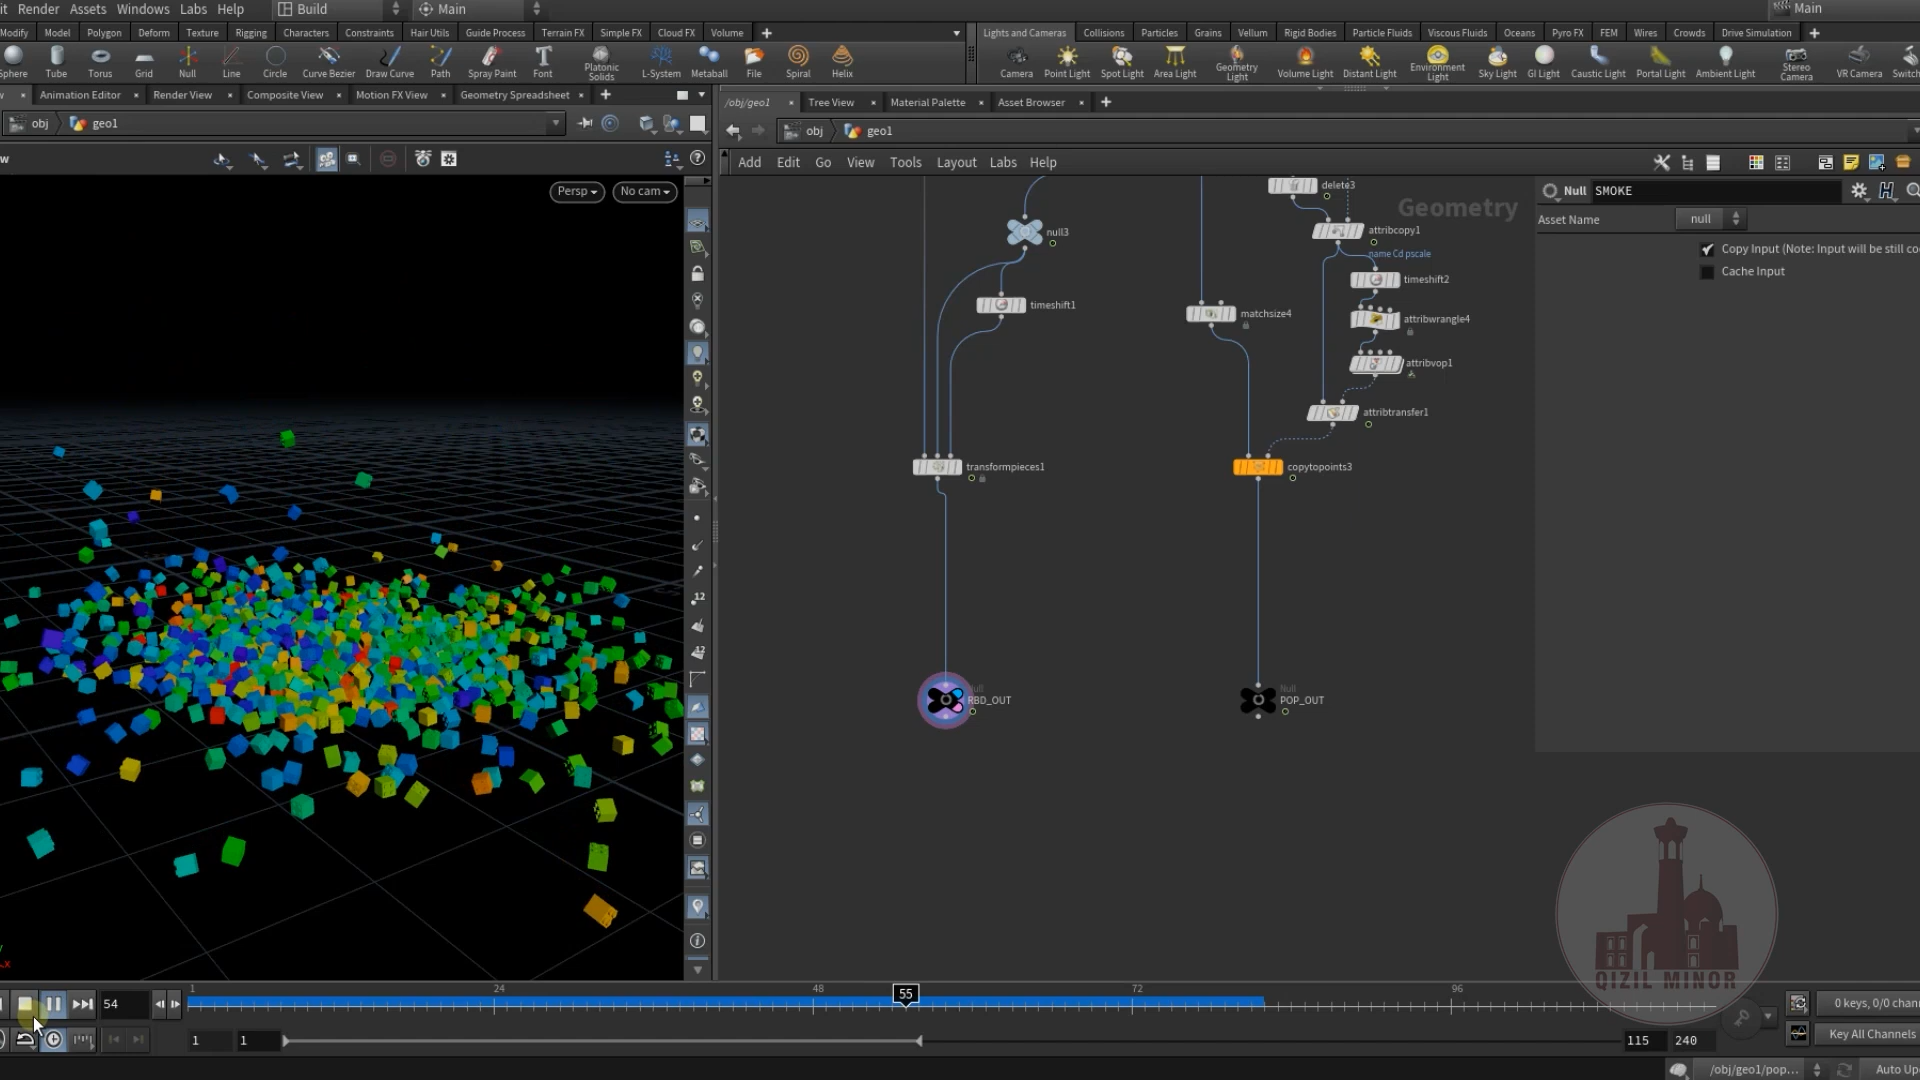 it Render Assets Windows Labs Help Build Main Main
Modify Model Polygon Deform Texture Rigging Characters Constraints Hair Utils Guide Process Terrain FX Simple FX Cloud FX Volume
Lights and Cameras Collisions Particles Grains Vellum Rigid Bodies Particle Fluids Viscous Fluids Oceans Pyro FX FEM Wires Crowds Drive Simulation
Sphere Tube Torus Grid Null Line Circle Curve Bezier Draw Curve Path Spray Paint Font Platonic Solids L-System Metaball File Spiral Helix
Camera Point Light Spot Light Area Light Geometry Light Volume Light Distant Light Environment Light Sky Light GI Light Caustic Light Portal Light Ambient Light Stereo Camera VR Camera Switch
w Animation Editor Render View Composite View Motion FX View Geometry Spreadsheet
/obj/geo1 Tree View Material Palette Asset Browser
obj geo1
obj geo1
w
Add Edit Go View Tools Layout Labs Help
Persp No cam
Geometry
Null SMOKE
Asset Name null
Copy Input (Note: Input will be still co
Cache Input
delete3
null3
attribcopy1
name Cd pscale
timeshift2
timeshift1
matchsize4
attribwrangle4
attribvop1
attribtransfer1
transformpieces1
copytopoints3
Null
RBD_OUT
Null
POP_OUT
12
12
y
x
QIZIL MINOR
54
1 24 48 55 72 96
0 keys, 0/0 chann
1 1 115 240
Key All Channels
/obj/geo1/pop... Auto Up